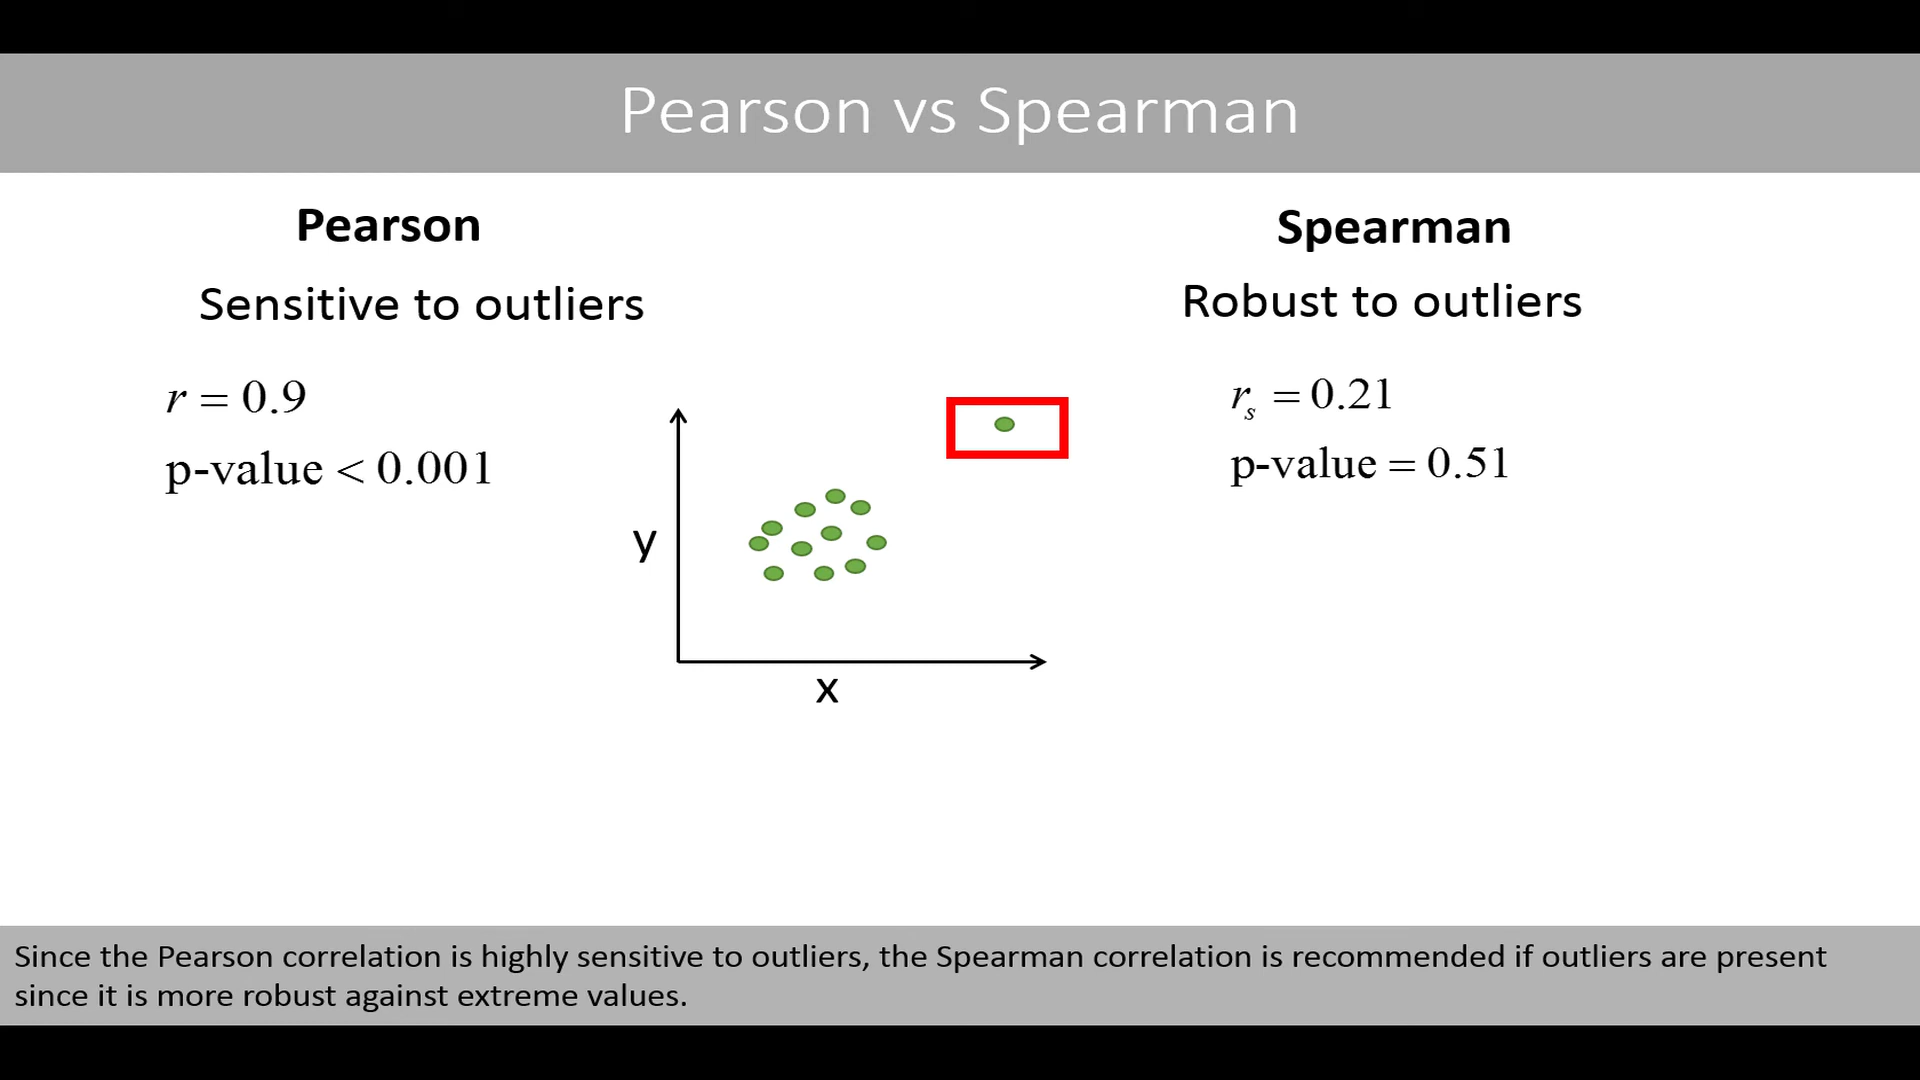 Pearson vs Spearman
Pearson
Spearman
Sensitive to outliers
Robust to outliers
r = 0.9
p-value < 0.001
rₛ = 0.21
p-value = 0.51
y
x
Since the Pearson correlation is highly sensitive to outliers, the Spearman correlation is recommended if outliers are present
since it is more robust against extreme values.